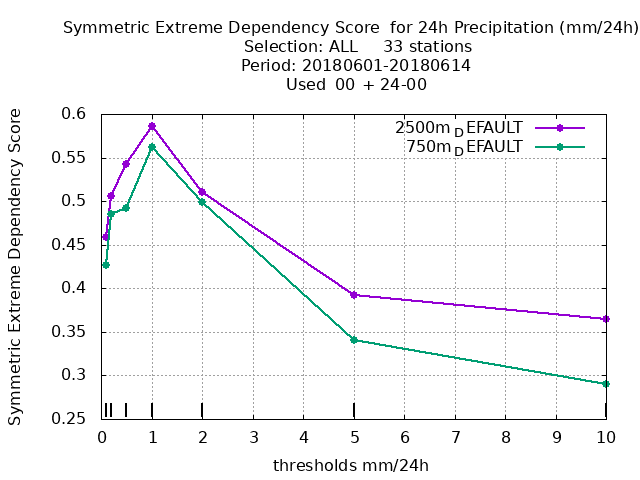 Symmetric Extreme Dependency Score for 24h Precipitation (mm/24h)
Selection: ALL 33 stations
Period: 20180601-20180614
Used 00 + 24-00
2500m_DEFAULT
750m_DEFAULT
Symmetric Extreme Dependency Score
0.6
0.55
0.5
0.45
0.4
0.35
0.3
0.25
0 1 2 3 4 5 6 7 8 9 10
thresholds mm/24h